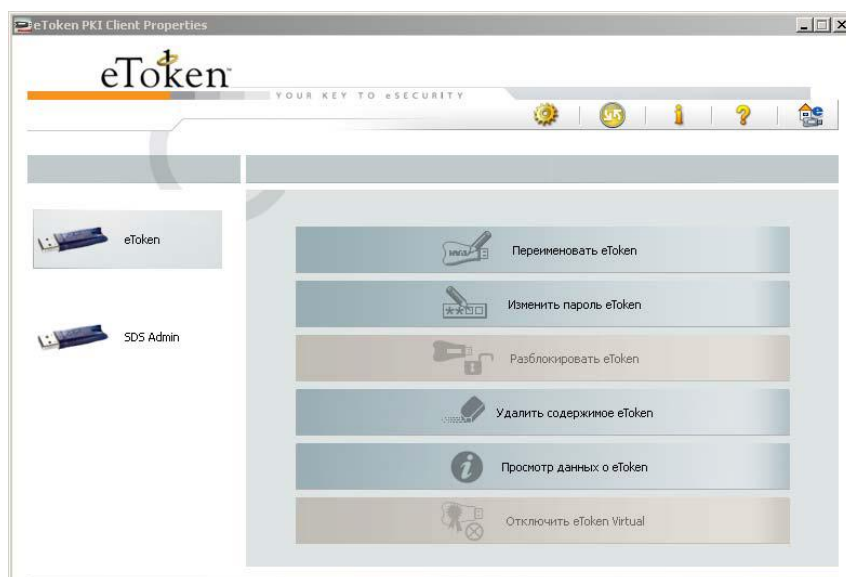 eToken PKI Client Properties
eToken
YOUR KEY TO eSECURITY
eToken
SDS Admin
Переименовать eToken
Изменить пароль eToken
Разблокировать eToken
Удалить содержимое eToken
Просмотр данных о eToken
Отключить eToken Virtual